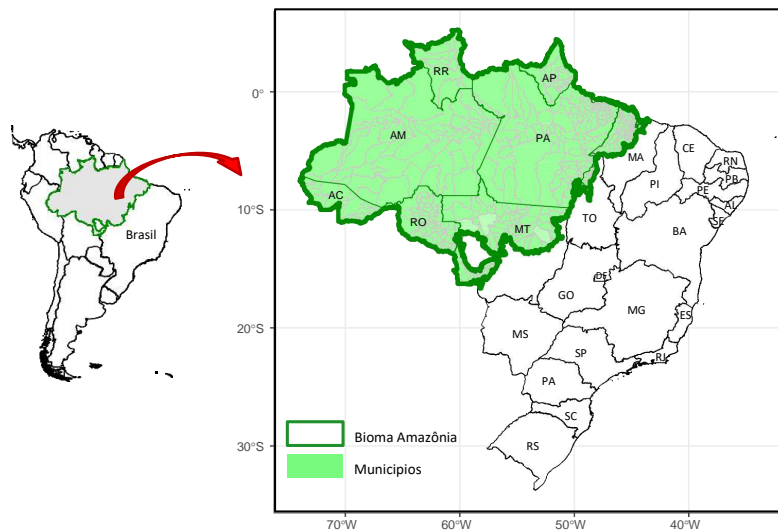 Brasil
0°
10°S
20°S
30°S
70°W
60°W
50°W
40°W
RR
AP
AM
PA
MA
CE
RN
PB
PI
PE
AL
SE
AC
RO
MT
TO
BA
DF
GO
MG
ES
MS
SP
RJ
PA
SC
RS
Bioma Amazônia
Municipios